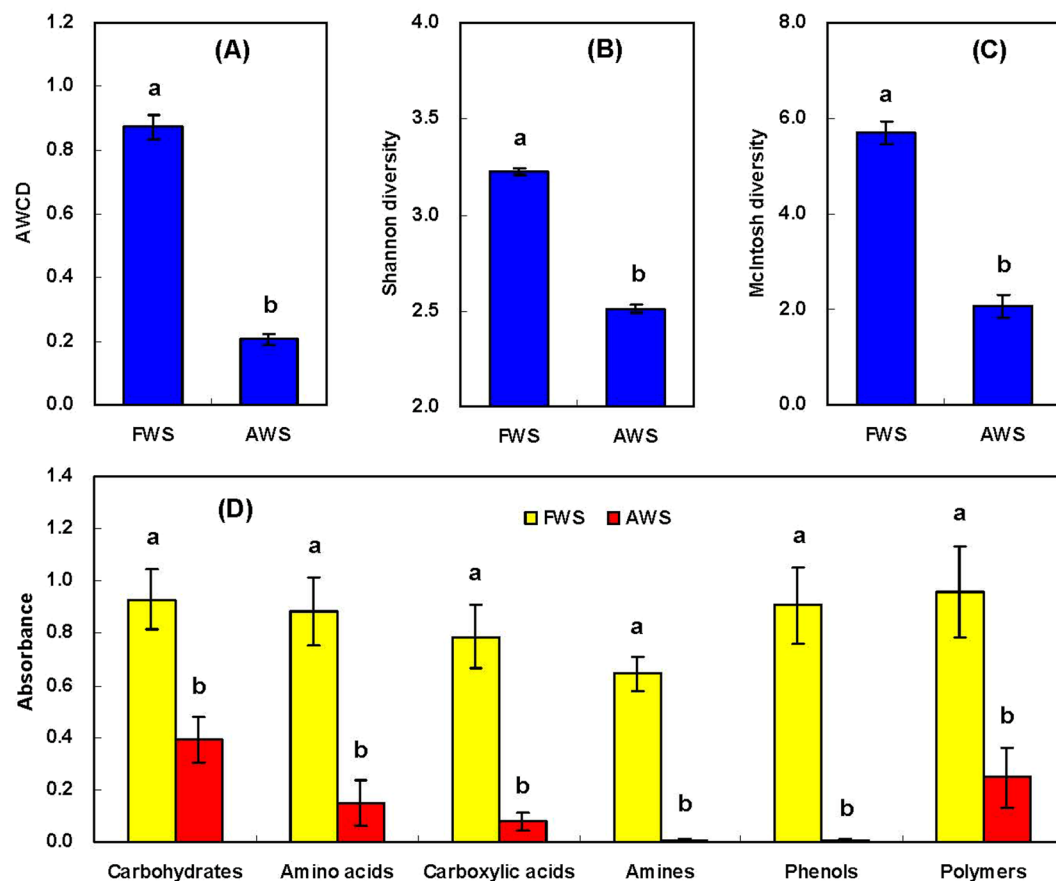 (A)
AWCD
1.2
1.0
0.8
0.6
0.4
0.2
0.0
a
b
FWS AWS
(B)
Shannon diversity
4.0
3.5
3.0
2.5
2.0
a
b
FWS AWS
(C)
McIntosh diversity
8.0
6.0
4.0
2.0
0.0
a
b
FWS AWS
(D)
FWS AWS
Absorbance
1.4
1.2
1.0
0.8
0.6
0.4
0.2
0.0
a b a b a b a b a b a b
Carbohydrates Amino acids Carboxylic acids Amines Phenols Polymers